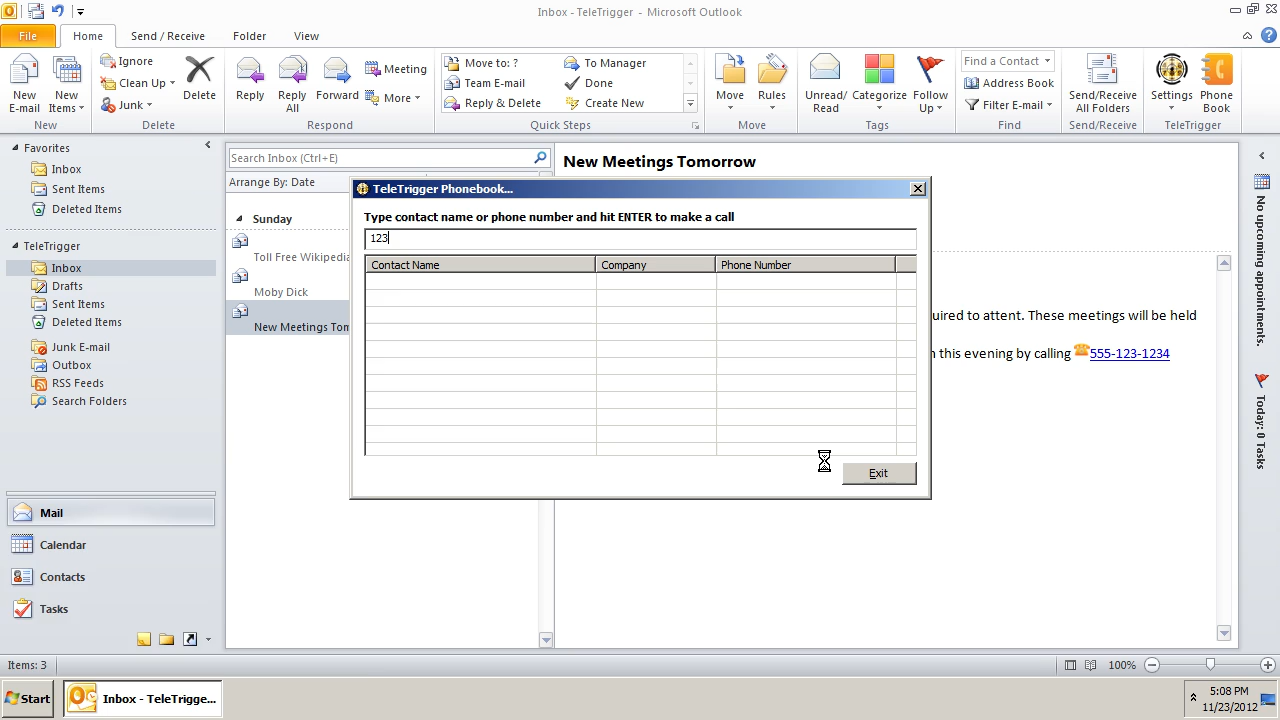 Inbox - TeleTrigger - Microsoft Outlook
File Home Send / Receive Folder View
New E-mail
New Items
New
Ignore
Clean Up
Junk
Delete
Delete
Reply
Reply All
Forward
Meeting
More
Respond
Move to: ?
Team E-mail
Reply & Delete
To Manager
Done
Create New
Quick Steps
Move
Rules
Move
Unread/ Read
Categorize
Follow Up
Tags
Find a Contact
Address Book
Filter E-mail
Find
Send/Receive All Folders
Send/Receive
Settings
Phone Book
TeleTrigger
Favorites
Inbox
Sent Items
Deleted Items
TeleTrigger
Inbox
Drafts
Sent Items
Deleted Items
Junk E-mail
Outbox
RSS Feeds
Search Folders
Mail
Calendar
Contacts
Tasks
Search Inbox (Ctrl+E)
Arrange By: Date
Sunday
Toll Free Wikipedia
Moby Dick
New Meetings Tom
New Meetings Tomorrow
uired to attent. These meetings will be held
n this evening by calling 555-123-1234
TeleTrigger Phonebook...
Type contact name or phone number and hit ENTER to make a call
123
Contact Name Company Phone Number
Exit
No upcoming appointments.
Today: 0 Tasks
Items: 3
100%
Start
Inbox - TeleTrigge...
5:08 PM
11/23/2012